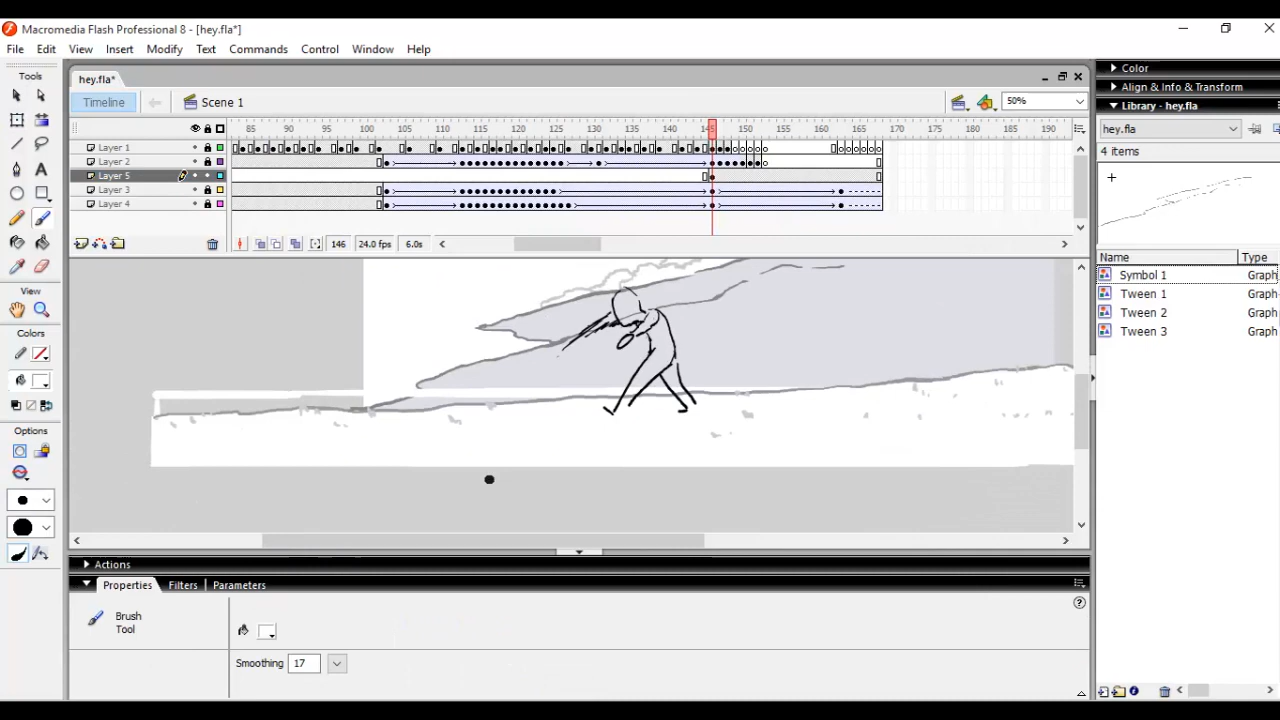 Macromedia Flash Professional 8 - [hey.fla*]
File Edit View Insert Modify Text Commands Control Window Help
Tools
hey.fla*
Color
Align & Info & Transform
Library - hey.fla
Timeline
Scene 1
50%
85 90 95 100 105 110 115 120 125 130 135 140 145 150 155 160 165 170 175 180 185 190
hey.fla
Layer 1
4 items
Layer 2
Layer 5
Layer 3
Layer 4
146 24.0 fps 6.0s
Name Type
Symbol 1 Graph
View
Tween 1 Graph
Tween 2 Graph
Colors
Tween 3 Graph
Options
Actions
Properties Filters Parameters
Brush
Tool
Smoothing 17